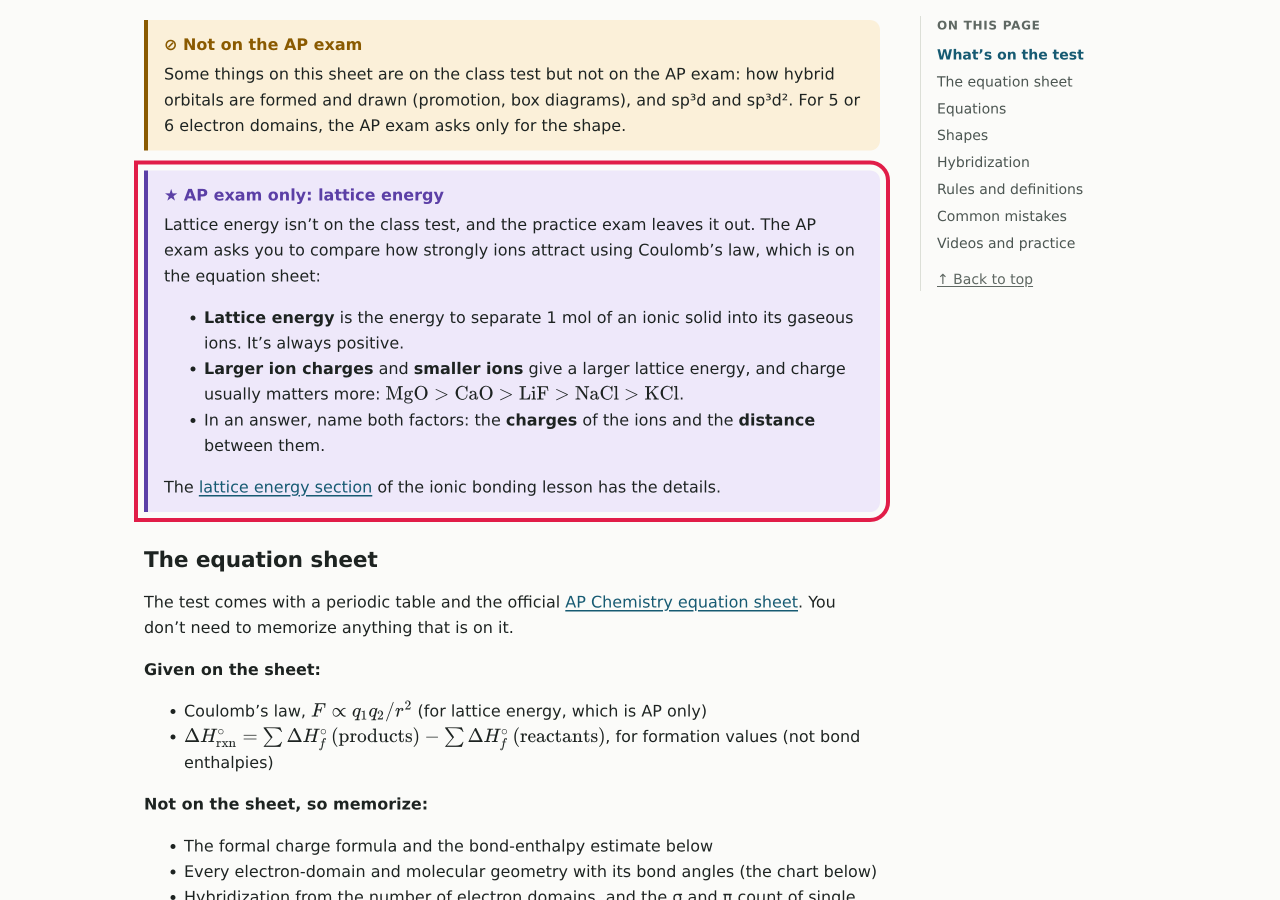 ⊘ Not on the AP exam
Some things on this sheet are on the class test but not on the AP exam: how hybrid
orbitals are formed and drawn (promotion, box diagrams), and sp³d and sp³d². For 5 or
6 electron domains, the AP exam asks only for the shape.
★ AP exam only: lattice energy
Lattice energy isn’t on the class test, and the practice exam leaves it out. The AP
exam asks you to compare how strongly ions attract using Coulomb’s law, which is on
the equation sheet:
• Lattice energy is the energy to separate 1 mol of an ionic solid into its gaseous
ions. It’s always positive.
• Larger ion charges and smaller ions give a larger lattice energy, and charge
usually matters more: MgO > CaO > LiF > NaCl > KCl.
• In an answer, name both factors: the charges of the ions and the distance
between them.
The lattice energy section of the ionic bonding lesson has the details.
The equation sheet
The test comes with a periodic table and the official AP Chemistry equation sheet. You
don’t need to memorize anything that is on it.
Given on the sheet:
• Coulomb’s law, F ∝ q₁q₂/r² (for lattice energy, which is AP only)
• ΔH°rxn = ∑ ΔH°f (products) − ∑ ΔH°f (reactants), for formation values (not bond
enthalpies)
Not on the sheet, so memorize:
• The formal charge formula and the bond-enthalpy estimate below
• Every electron-domain and molecular geometry with its bond angles (the chart below)
• Hybridization from the number of electron domains, and the σ and π count of single,
ON THIS PAGE
What’s on the test
The equation sheet
Equations
Shapes
Hybridization
Rules and definitions
Common mistakes
Videos and practice
↑ Back to top